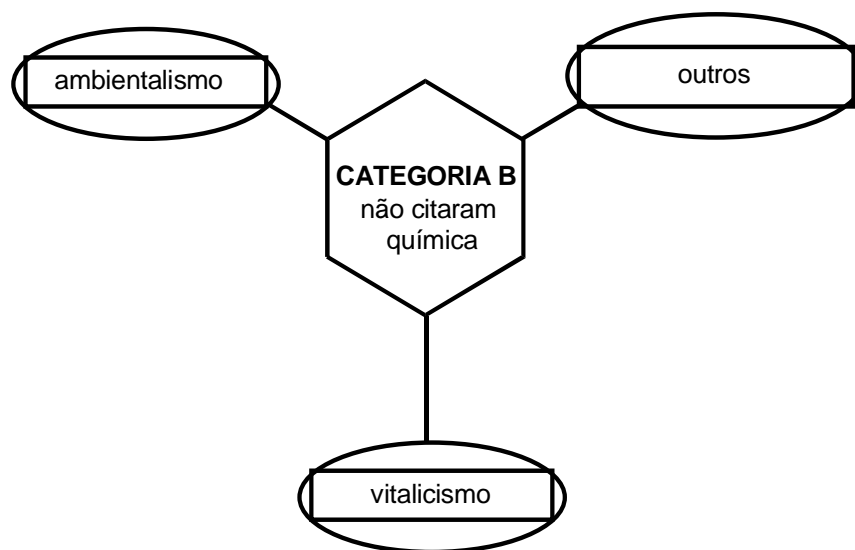 ambientalismo
outros
CATEGORIA B
não citaram
química
vitalicismo